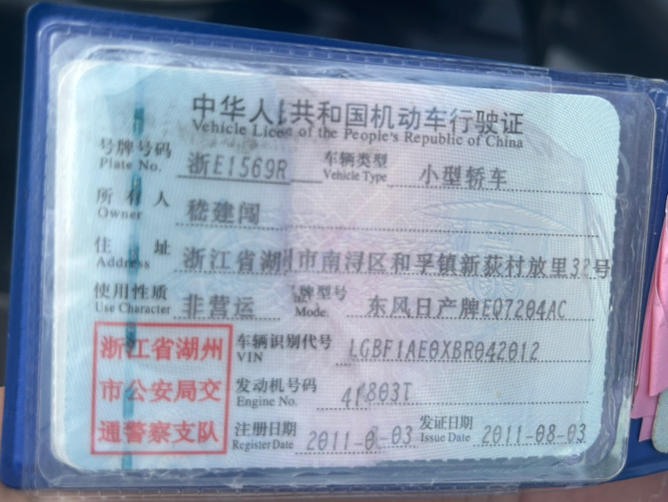 中华人民共和国机动车行驶证
Vehicle License of the People's Republic of China
号牌号码 浙E1569R 车辆类型 小型轿车
Plate No. Vehicle Type
所有人 嵇建闯
Owner
住址 浙江省湖州市南浔区和孚镇新荻村放里32号
Address
使用性质 非营运 品牌型号 东风日产牌EQ7204AC
Use Character Mode.
浙江省湖州
市公安局交
通警察支队
车辆识别代号 LGBF1AE0XBR042012
VIN
发动机号码
Engine No.
注册日期 发证日期 2011-08-03
Register Date Issue Date